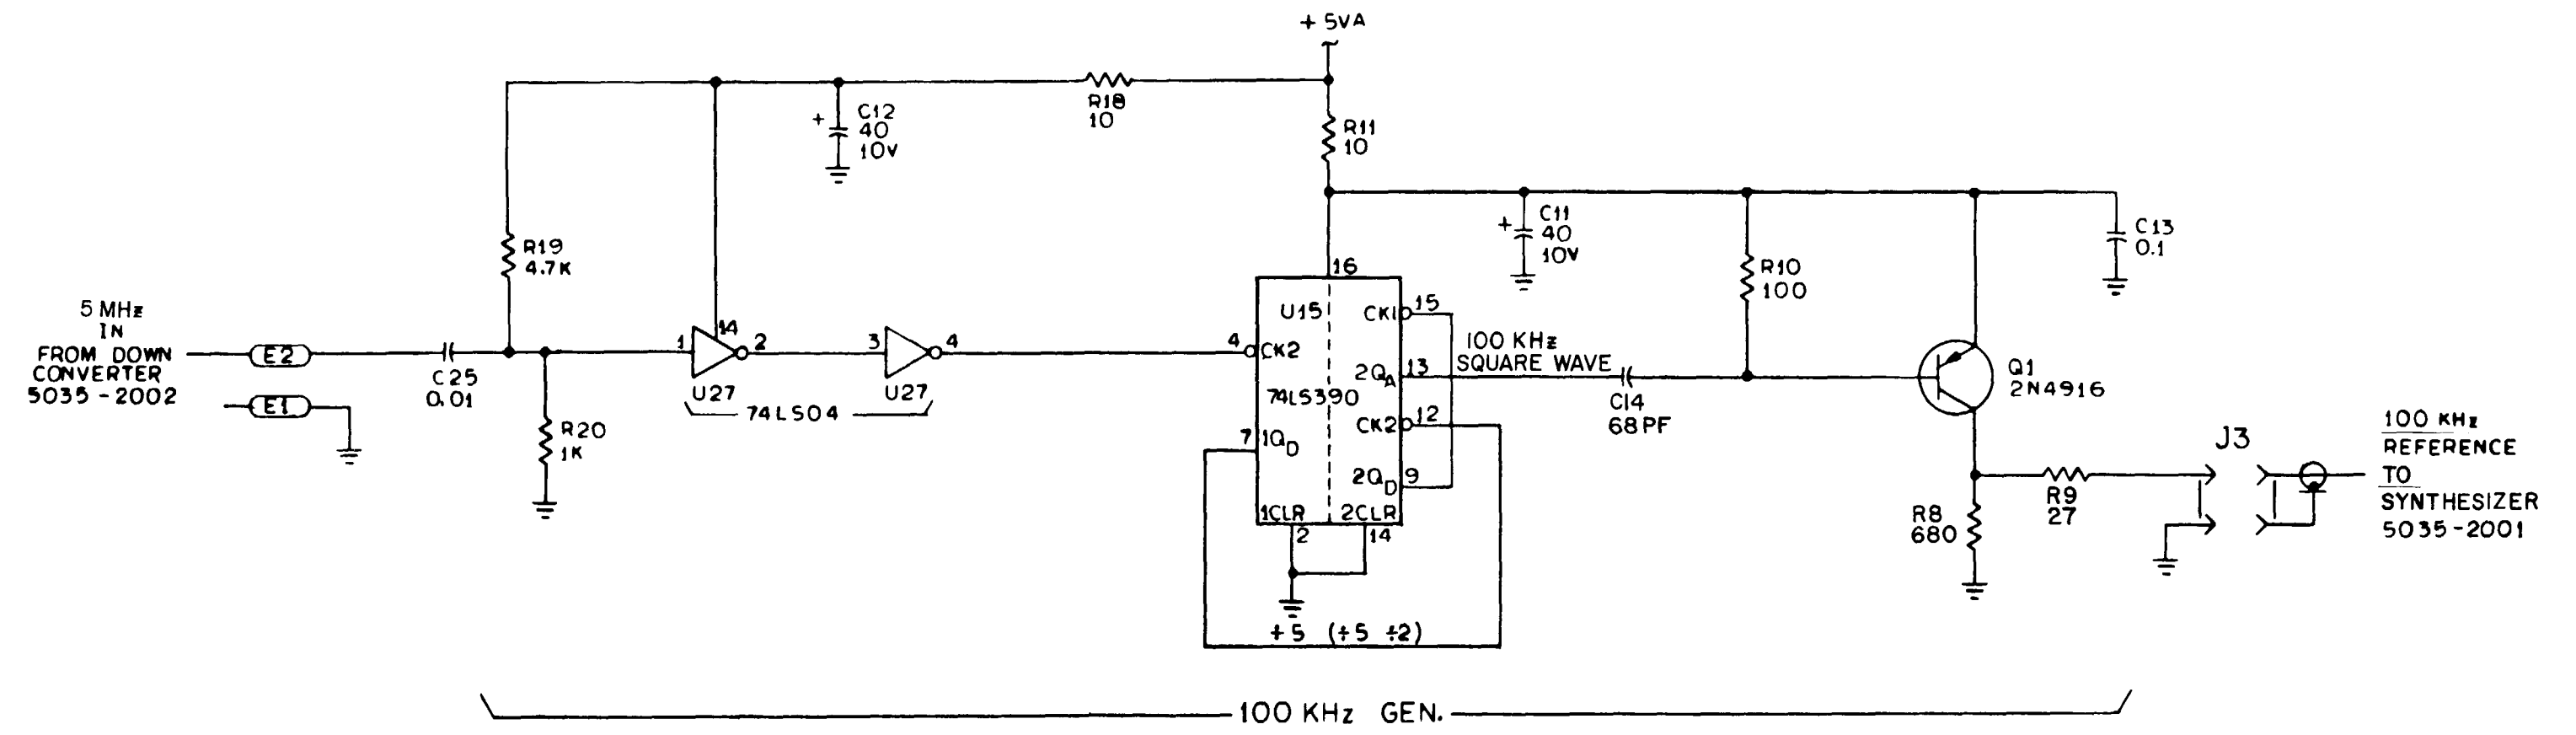 + 5VA
R18
10
C12
+
40
10V
R11
10
R19
4.7K
C11
+
40
10V
R10
100
C13
0.1
5 MHz
IN
FROM DOWN
CONVERTER
5035-2002
E2
E1
C25
0.01
R20
1K
1
14
2
U27
3
4
U27
74LS04
16
4
CK2
U15
CK1
15
2QA
13
74LS390
CK2
12
7
1QD
2QD
9
1CLR
2CLR
2
14
÷5 (÷5 ÷2)
100 KHz
SQUARE WAVE
C14
68PF
Q1
2N4916
R8
680
R9
27
J3
100 KHz
REFERENCE
TO
SYNTHESIZER
5035-2001
100 KHz GEN.